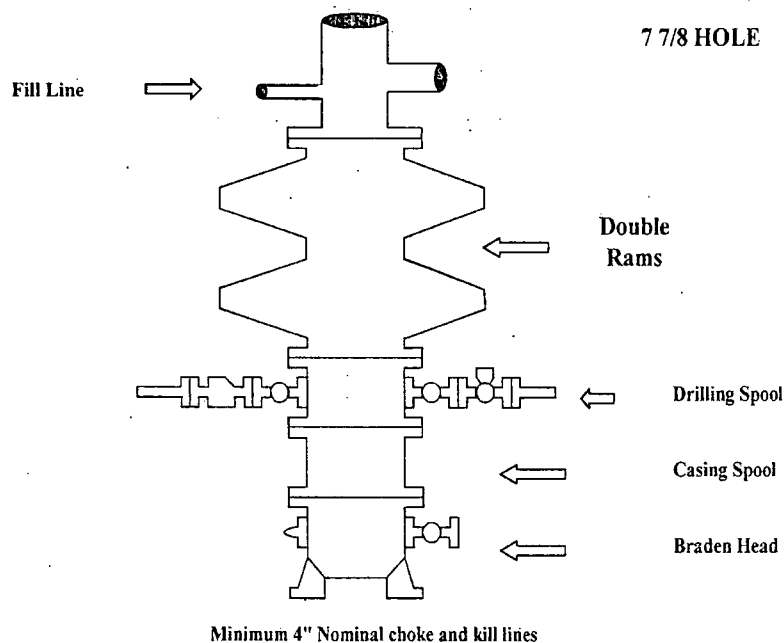 7 7/8 HOLE
Fill Line
Double
Rams
Drilling Spool
Casing Spool
Braden Head
Minimum 4" Nominal choke and kill lines